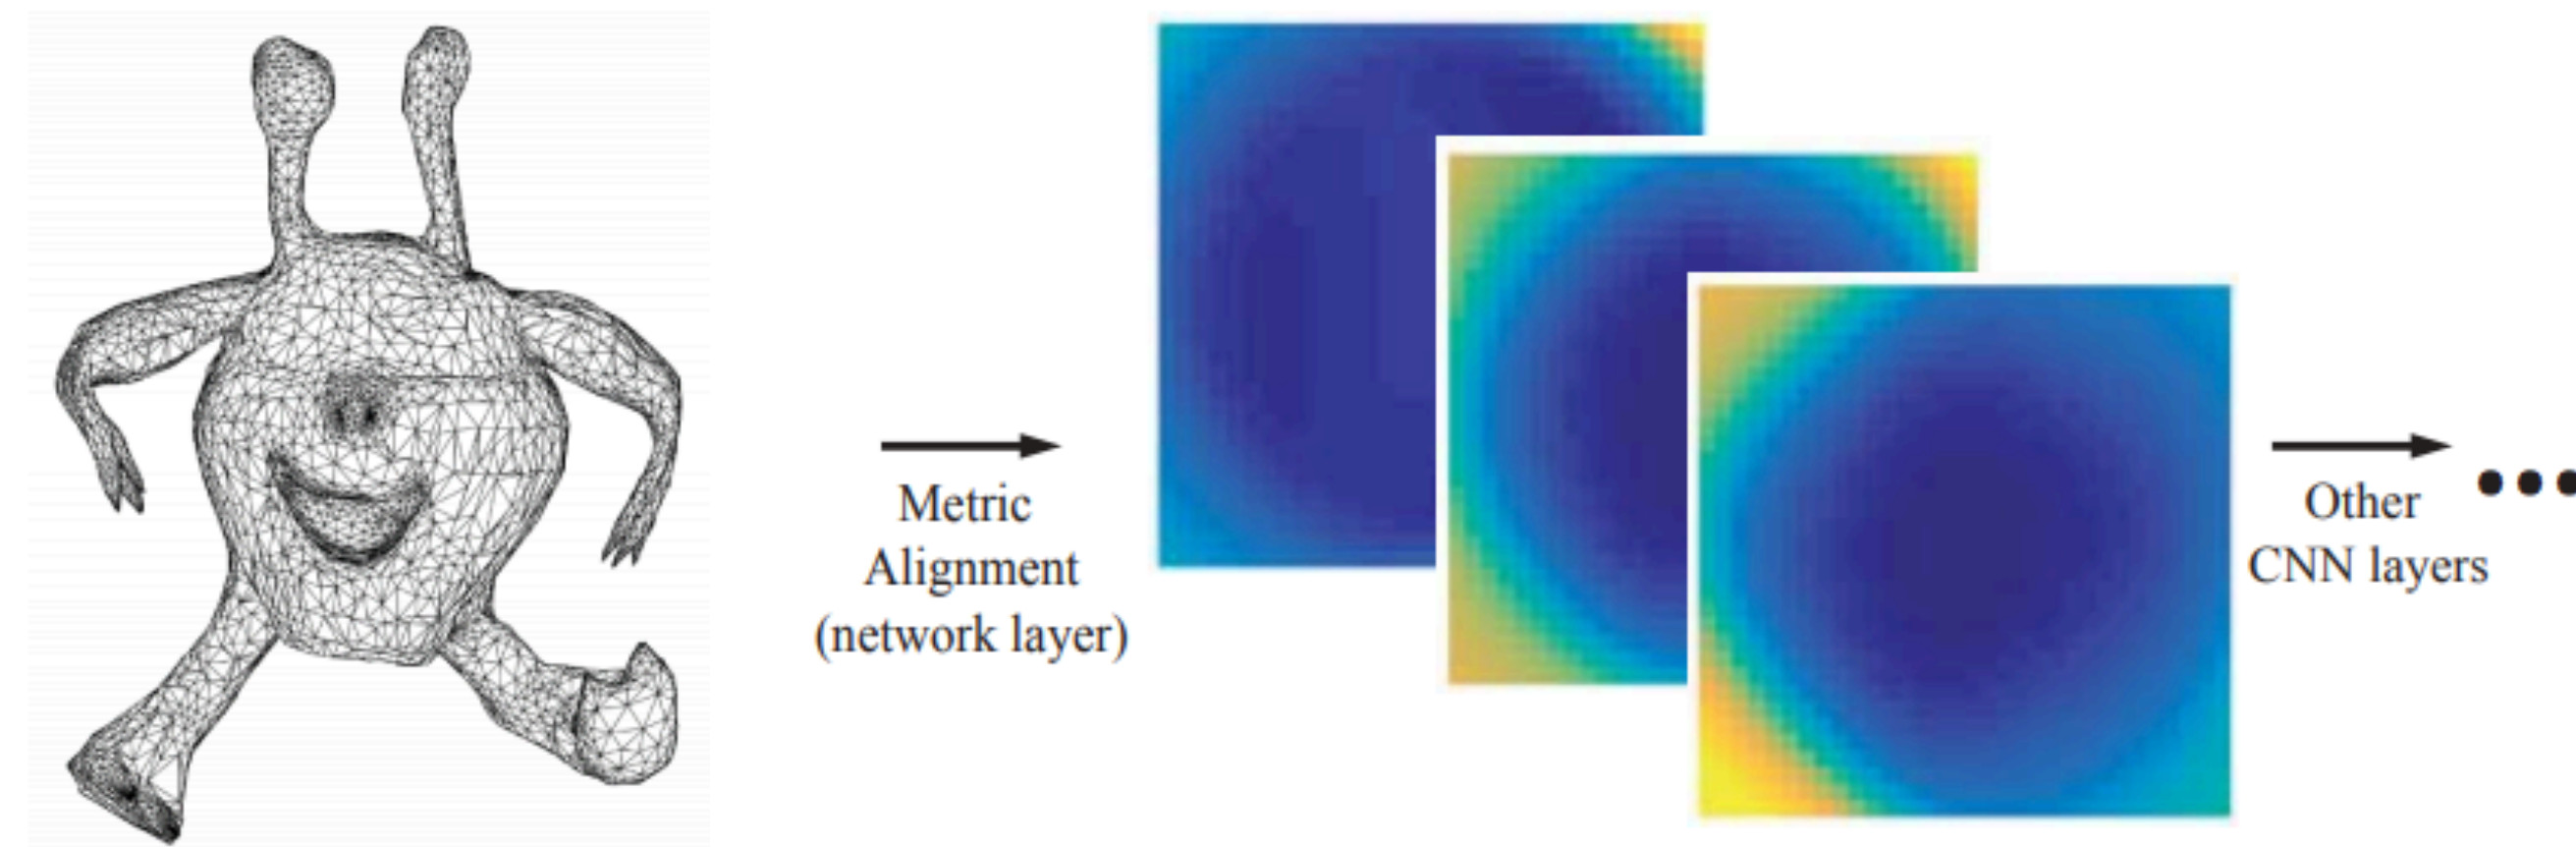 Metric
Alignment
(network layer)
Other
CNN layers